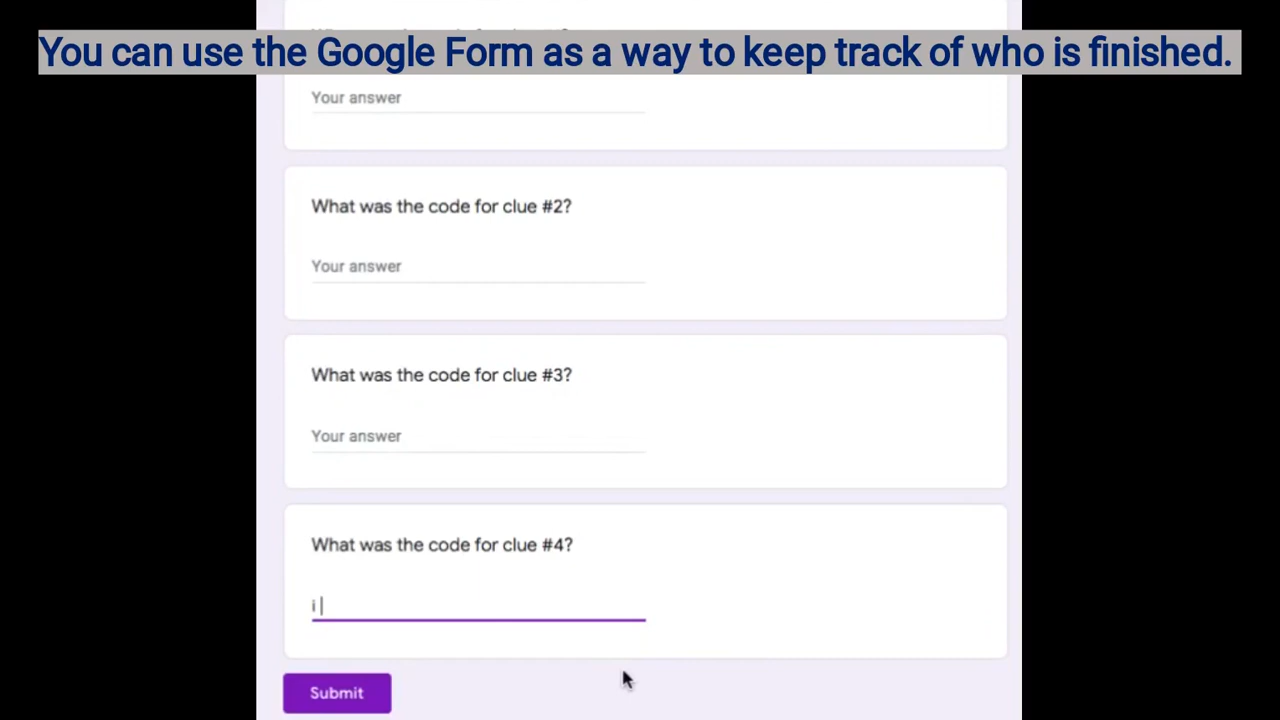 You can use the Google Form as a way to keep track of who is finished.
Your answer
What was the code for clue #2?
Your answer
What was the code for clue #3?
Your answer
What was the code for clue #4?
i
Submit